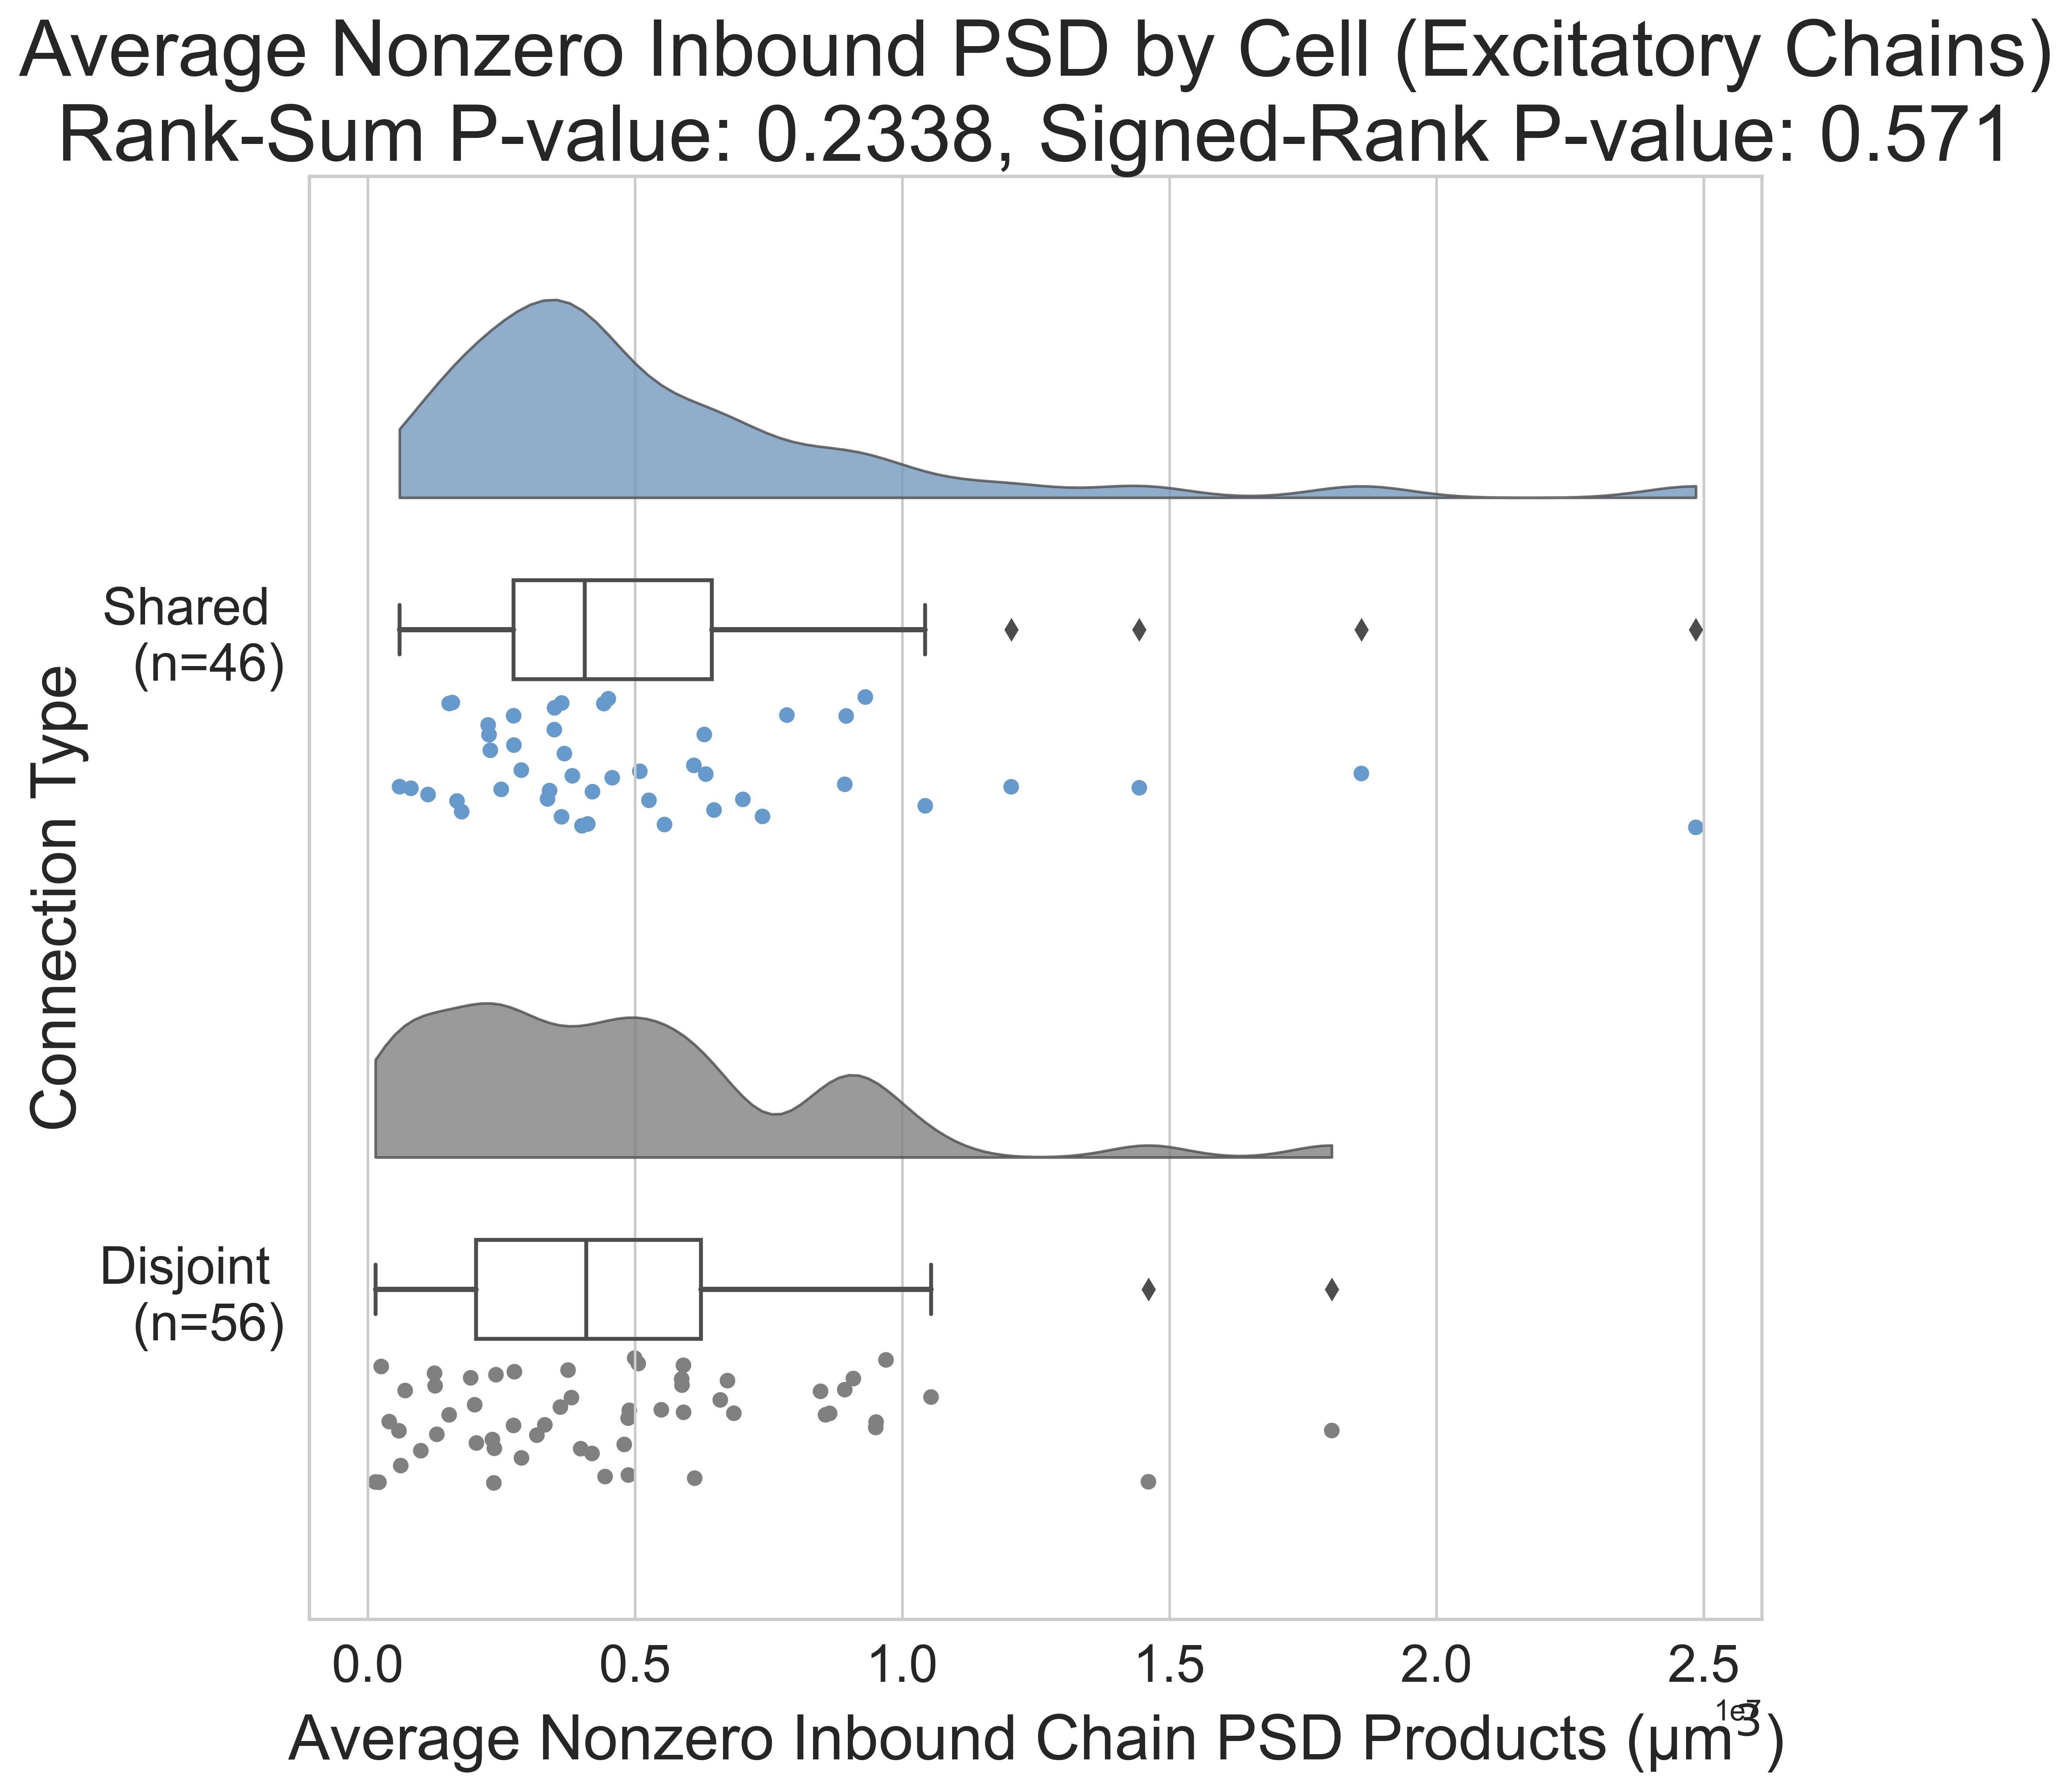 Average Nonzero Inbound PSD by Cell (Excitatory Chains)
Rank-Sum P-value: 0.2338, Signed-Rank P-value: 0.571
Connection Type
Shared
(n=46)
Disjoint
(n=56)
0.0 0.5 1.0 1.5 2.0 2.5
Average Nonzero Inbound Chain PSD Products (μm³)